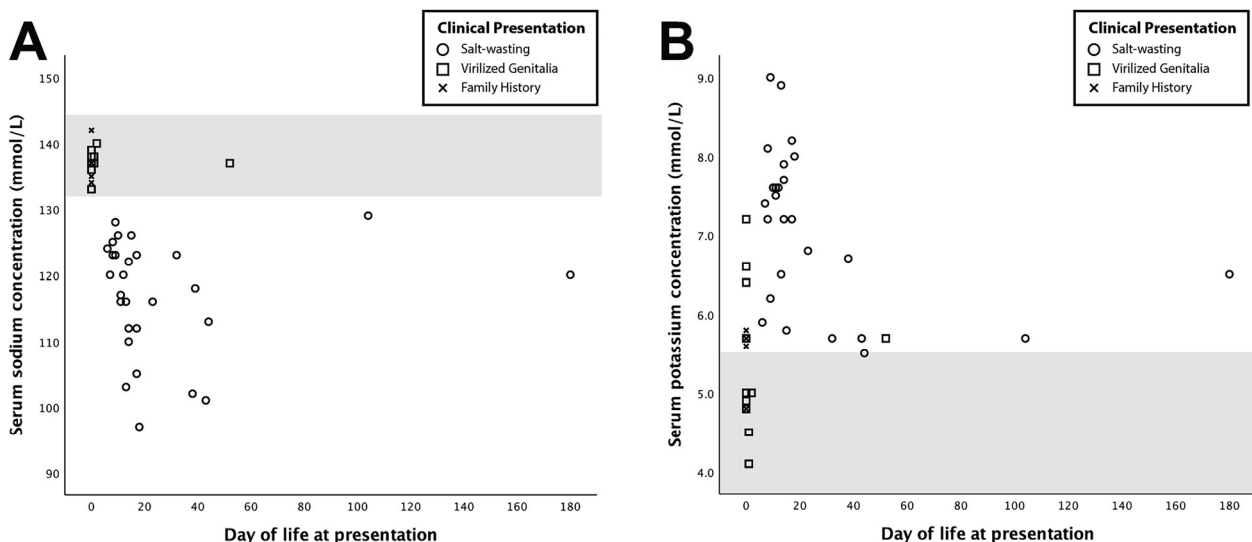 A
Clinical Presentation
Salt-wasting
Virilized Genitalia
Family History
Serum sodium concentration (mmol/L)
150
140
130
120
110
100
90
0 20 40 60 80 100 120 140 160 180
Day of life at presentation
B
Clinical Presentation
Salt-wasting
Virilized Genitalia
Family History
Serum potassium concentration (mmol/L)
9.0
8.0
7.0
6.0
5.0
4.0
0 20 40 60 80 100 120 140 160 180
Day of life at presentation